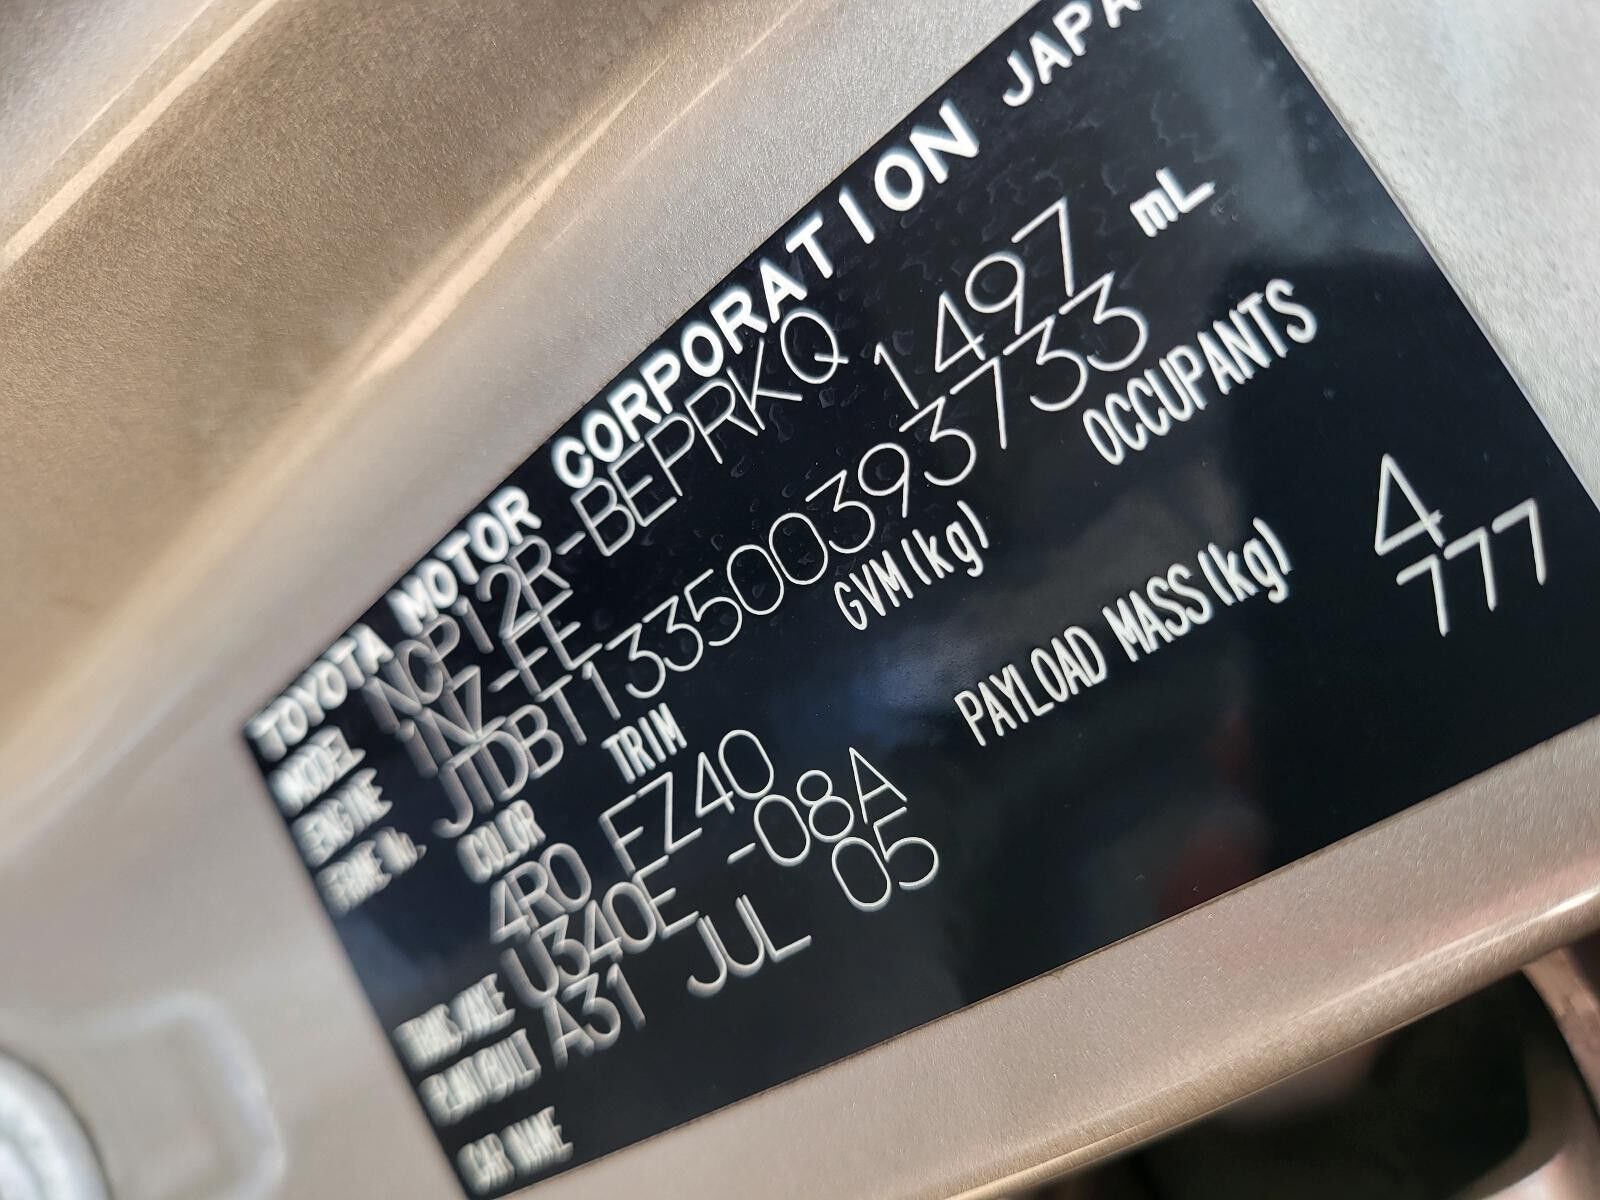 TOYOTA MOTOR CORPORATION JAPA
MODEL NCP12R-BEPRKQ
ENGINE 1NZ-FE 1497 mL
FRAME No. JTDBT133500393733
COLOR TRIM GVM(kg) OCCUPANTS
4R0 FZ40 4
TRANS./AXLE U340E -08A PAYLOAD MASS(kg) 777
PLANT/BUILT A31 JUL 05
CAR NAME